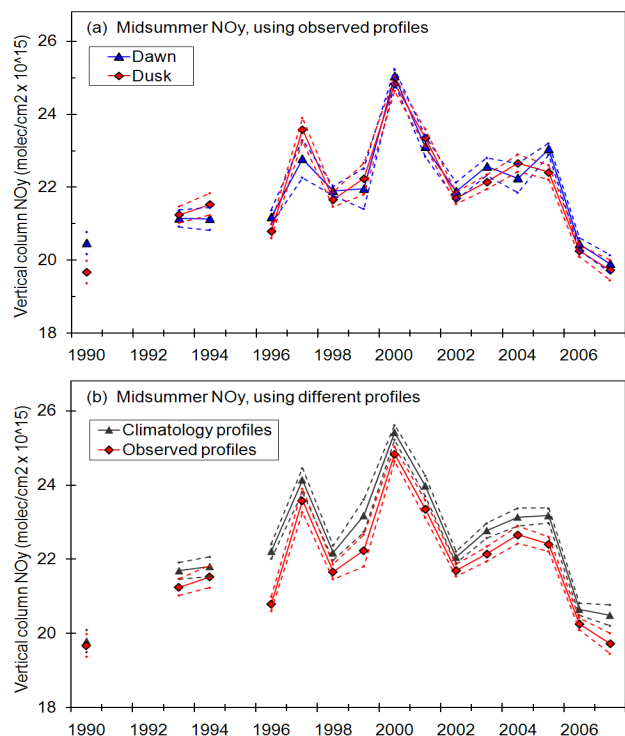 (a) Midsummer NOy, using observed profiles
Dawn
Dusk
Vertical column NOy (molec/cm2 x 10^15)
26
24
22
20
18
1990 1992 1994 1996 1998 2000 2002 2004 2006
(b) Midsummer NOy, using different profiles
Climatology profiles
Observed profiles
Vertical column NOy (molec/cm2 x 10^15)
26
24
22
20
18
1990 1992 1994 1996 1998 2000 2002 2004 2006